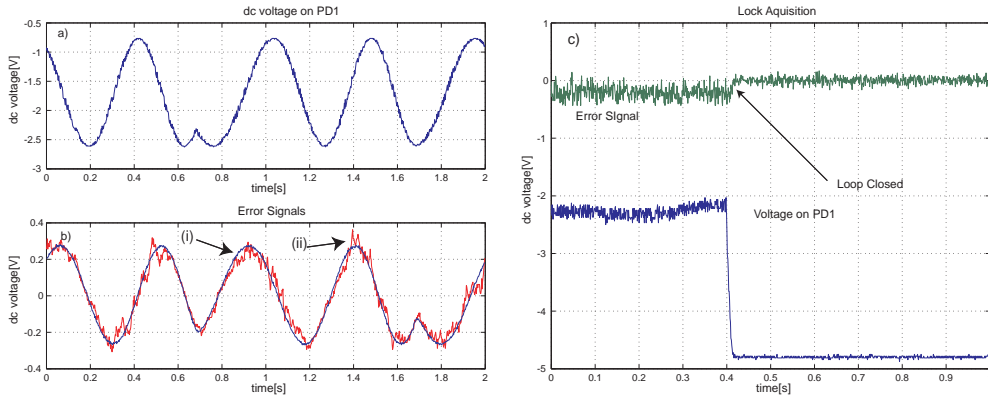 dc voltage on PD1
a)
dc voltage[V]
-0.5
-1
-1.5
-2
-2.5
-3
0 0.2 0.4 0.6 0.8 1 1.2 1.4 1.6 1.8 2
time[s]
Error Signals
b)
(i)
(ii)
dc voltage[V]
0.4
0.2
0
-0.2
-0.4
0 0.2 0.4 0.6 0.8 1 1.2 1.4 1.6 1.8 2
time[s]
Lock Aquisition
c)
dc voltage[V]
1
0
-1
-2
-3
-4
-5
Error SIgnal
Loop Closed
Voltage on PD1
0 0.1 0.2 0.3 0.4 0.5 0.6 0.7 0.8 0.9
time[s]